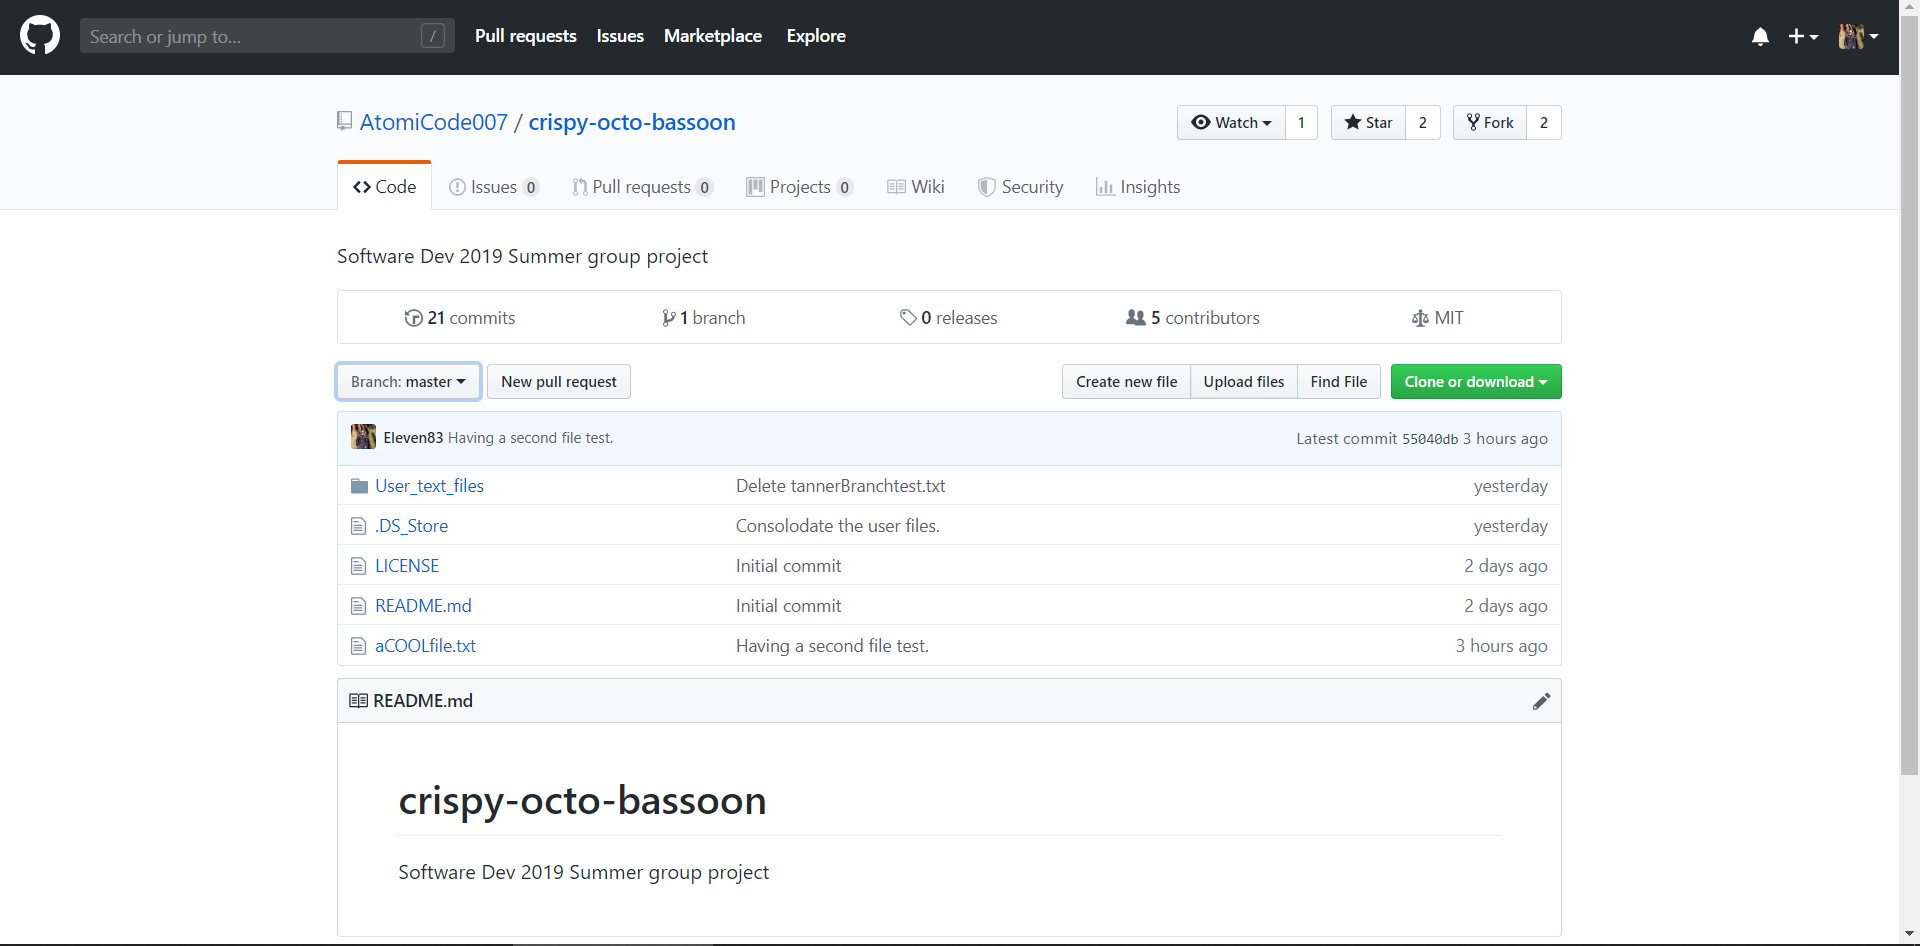 Search or jump to... / Pull requests Issues Marketplace Explore
AtomiCode007 / crispy-octo-bassoon Watch 1 Star 2 Fork 2
Code Issues 0 Pull requests 0 Projects 0 Wiki Security Insights
Software Dev 2019 Summer group project
21 commits 1 branch 0 releases 5 contributors MIT
Branch: master New pull request Create new file Upload files Find File Clone or download
Eleven83 Having a second file test. Latest commit 55040db 3 hours ago
User_text_files Delete tannerBranchtest.txt yesterday
.DS_Store Consolodate the user files. yesterday
LICENSE Initial commit 2 days ago
README.md Initial commit 2 days ago
aCOOLfile.txt Having a second file test. 3 hours ago
README.md
crispy-octo-bassoon
Software Dev 2019 Summer group project